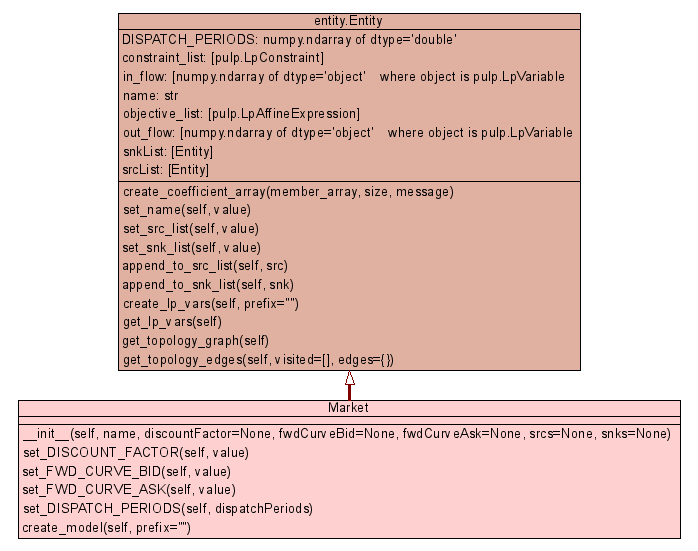 entity.Entity
DISPATCH_PERIODS: numpy.ndarray of dtype='double'
constraint_list: [pulp.LpConstraint]
in_flow: [numpy.ndarray of dtype='object' where object is pulp.LpVariable
name: str
objective_list: [pulp.LpAffineExpression]
out_flow: [numpy.ndarray of dtype='object' where object is pulp.LpVariable
snkList: [Entity]
srcList: [Entity]
create_coefficient_array(member_array, size, message)
set_name(self, value)
set_src_list(self, value)
set_snk_list(self, value)
append_to_src_list(self, src)
append_to_snk_list(self, snk)
create_lp_vars(self, prefix="")
get_lp_vars(self)
get_topology_graph(self)
get_topology_edges(self, visited=[], edges={})
Market
__init__(self, name, discountFactor=None, fwdCurveBid=None, fwdCurveAsk=None, srcs=None, snks=None)
set_DISCOUNT_FACTOR(self, value)
set_FWD_CURVE_BID(self, value)
set_FWD_CURVE_ASK(self, value)
set_DISPATCH_PERIODS(self, dispatchPeriods)
create_model(self, prefix="")